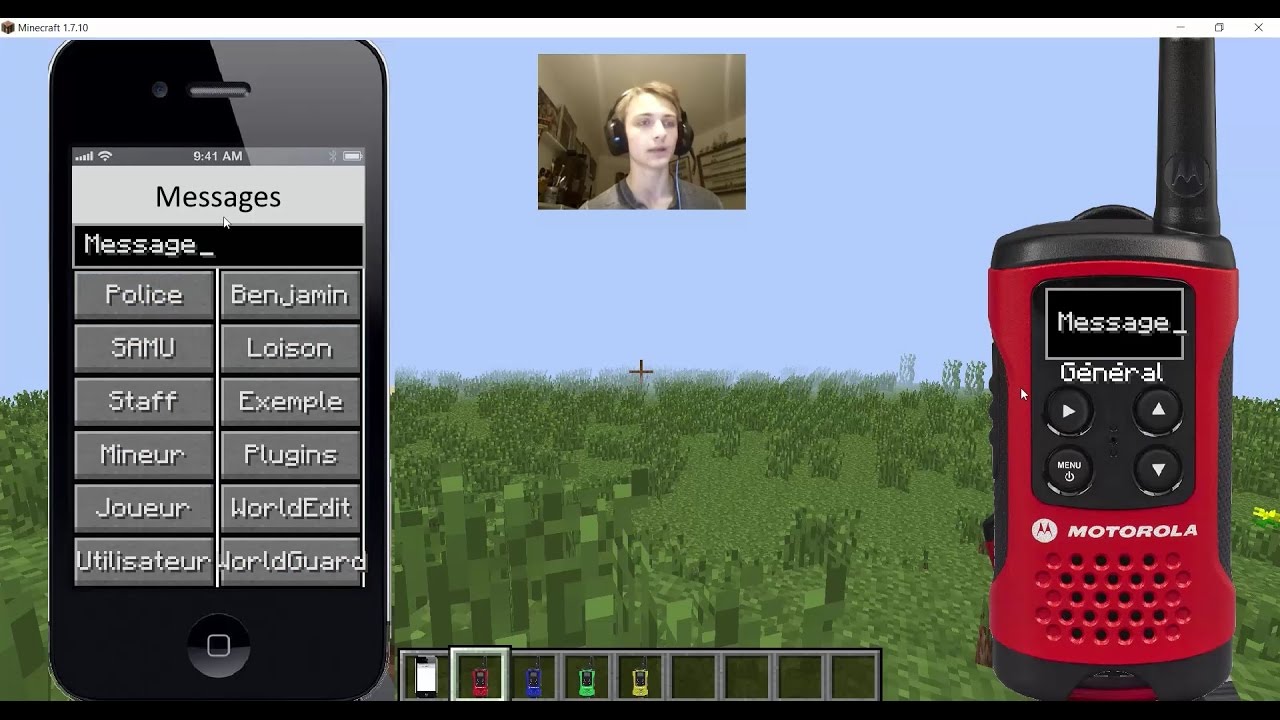 Minecraft 1.7.10
9:41 AM
Messages
Message_
Police
Benjamin
SAMU
Loison
Staff
Exemple
Mineur
Plugins
Joueur
WorldEdit
Utilisateur
WorldGuard
Message_
Général
MENU
MOTOROLA